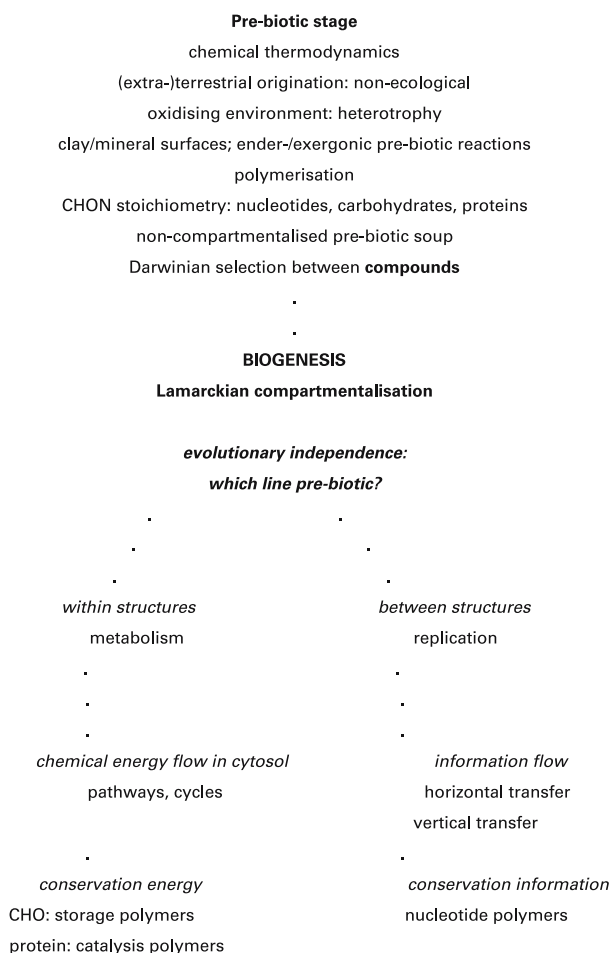 Pre-biotic stage
chemical thermodynamics
(extra-)terrestrial origination: non-ecological
oxidising environment: heterotrophy
clay/mineral surfaces; ender-/exergonic pre-biotic reactions
polymerisation
CHON stoichiometry: nucleotides, carbohydrates, proteins
non-compartmentalised pre-biotic soup
Darwinian selection between compounds
.
.
BIOGENESIS
Lamarckian compartmentalisation
evolutionary independence:
which line pre-biotic?
. .
. .
. .
within structures between structures
metabolism replication
. .
. .
. .
chemical energy flow in cytosol information flow
pathways, cycles horizontal transfer
vertical transfer
. .
conservation energy conservation information
CHO: storage polymers nucleotide polymers
protein: catalysis polymers